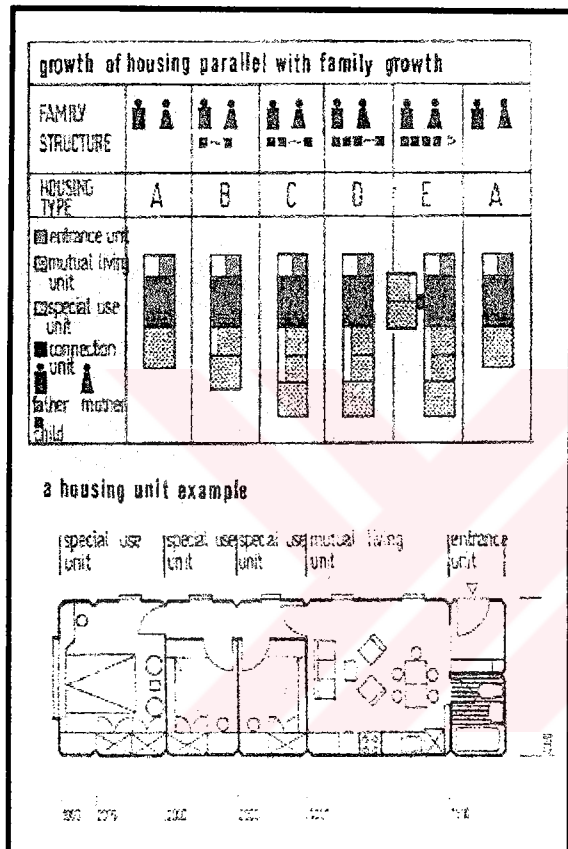 growth of housing parallel with family growth
FAMILY
STRUCTURE
HOUSING
TYPE
A B C D E A
entrance unit
mutual living
unit
special use
unit
connection
unit
father mother
child
a housing unit example
special use
unit
special use
unit
special use
unit
mutual living
unit
entrance
unit